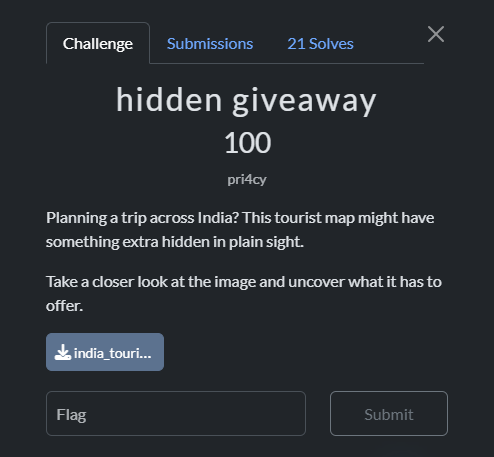 Challenge Submissions 21 Solves
hidden giveaway
100
pri4cy
Planning a trip across India? This tourist map might have
something extra hidden in plain sight.
Take a closer look at the image and uncover what it has to
offer.
india_touri...
Flag Submit